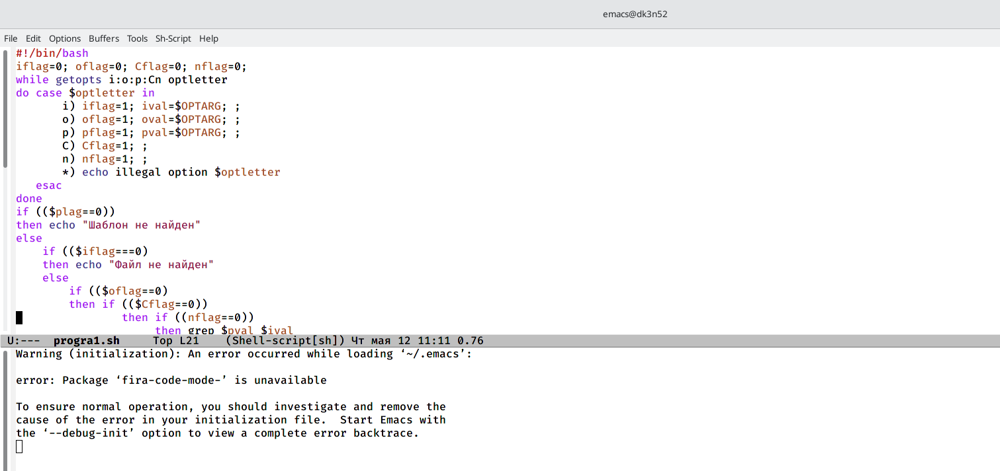 emacs@dk3n52
File Edit Options Buffers Tools Sh-Script Help
#!/bin/bash
iflag=0; oflag=0; Cflag=0; nflag=0;
while getopts i:o:p:Cn optletter
do case $optletter in
       i) iflag=1; ival=$OPTARG; ;
       o) oflag=1; oval=$OPTARG; ;
       p) pflag=1; pval=$OPTARG; ;
       C) Cflag=1; ;
       n) nflag=1; ;
       *) echo illegal option $optletter
   esac
done
if (($plag==0))
then echo "Шаблон не найден"
else
    if (($iflag===0)
    then echo "Файл не найден"
    else
        if (($oflag==0)
        then if (($Cflag==0))
                then if ((nflag==0))
                     then grep $pval $ival
U:--- progra1.sh Top L21 (Shell-script[sh]) Чт мая 12 11:11 0.76
Warning (initialization): An error occurred while loading ‘~/.emacs’:
error: Package ‘fira-code-mode-’ is unavailable
To ensure normal operation, you should investigate and remove the
cause of the error in your initialization file.  Start Emacs with
the ‘--debug-init’ option to view a complete error backtrace.